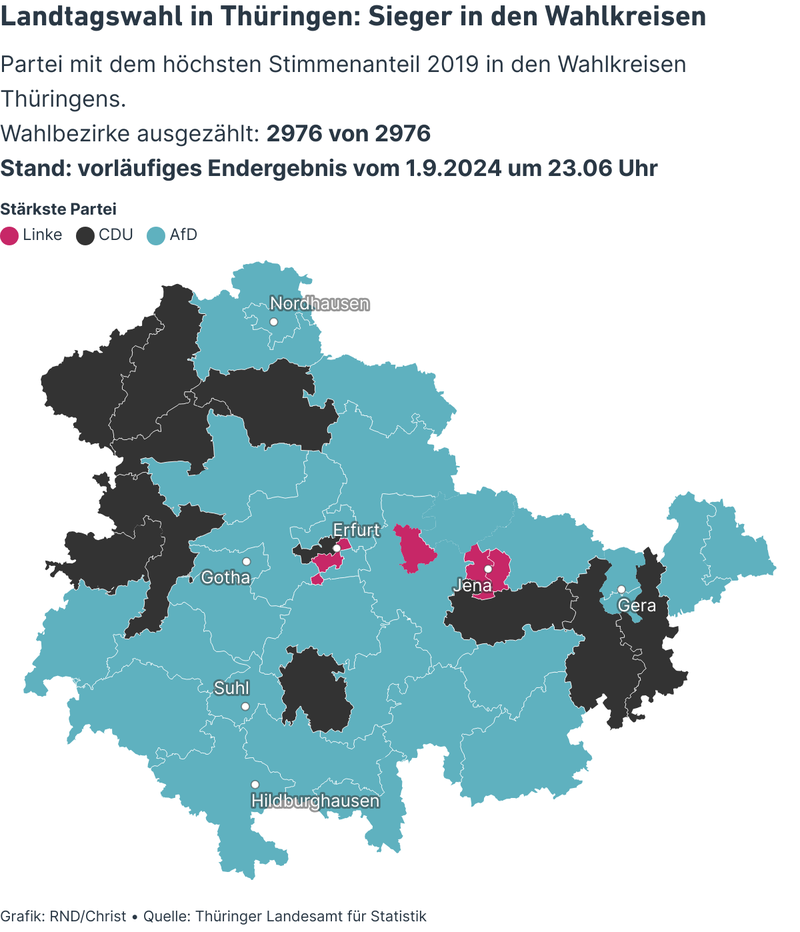 Landtagswahl in Thüringen: Sieger in den Wahlkreisen
Partei mit dem höchsten Stimmenanteil 2019 in den Wahlkreisen
Thüringens.
Wahlbezirke ausgezählt: 2976 von 2976
Stand: vorläufiges Endergebnis vom 1.9.2024 um 23.06 Uhr
Stärkste Partei
Linke CDU AfD
Nordhausen
Erfurt
Gotha
Jena
Gera
Suhl
Hildburghausen
Grafik: RND/Christ • Quelle: Thüringer Landesamt für Statistik